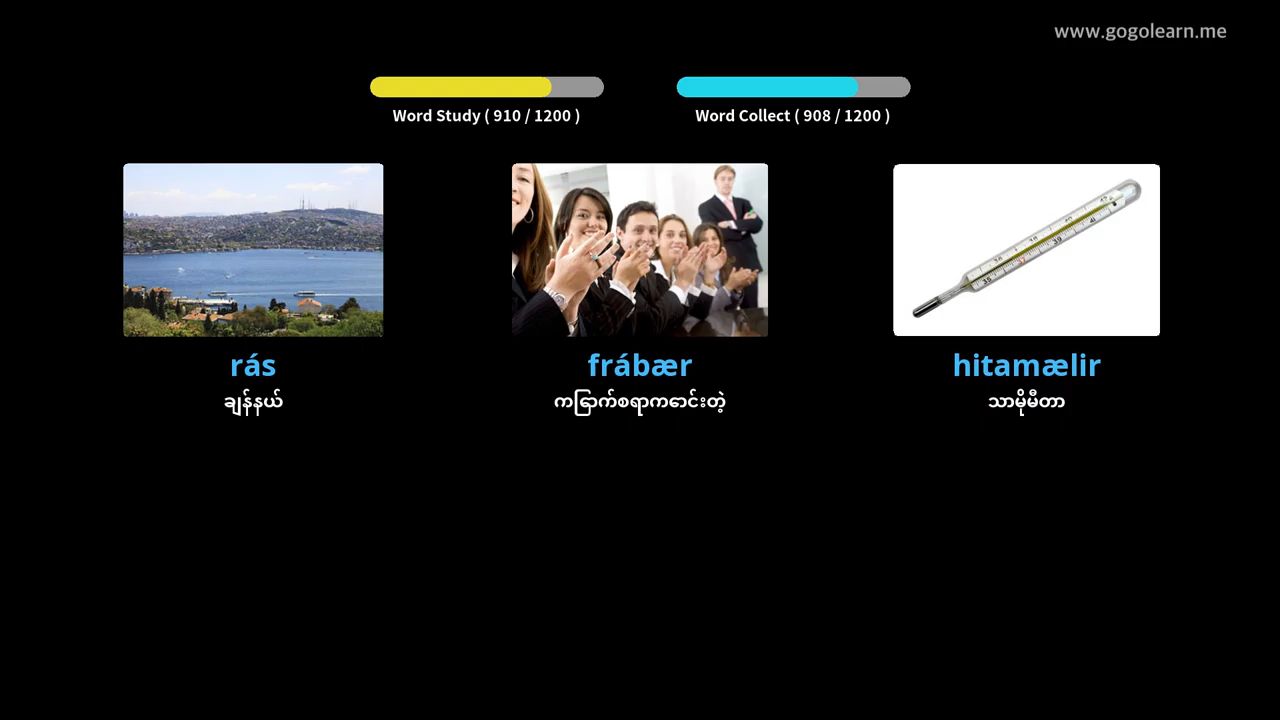 www.gogolearn.me
Word Study ( 910 / 1200 )
Word Collect ( 908 / 1200 )
rás
frábær
hitamælir
ချန်နယ်
ကြောက်စရာကောင်းတဲ့
သာမိုမီတာ